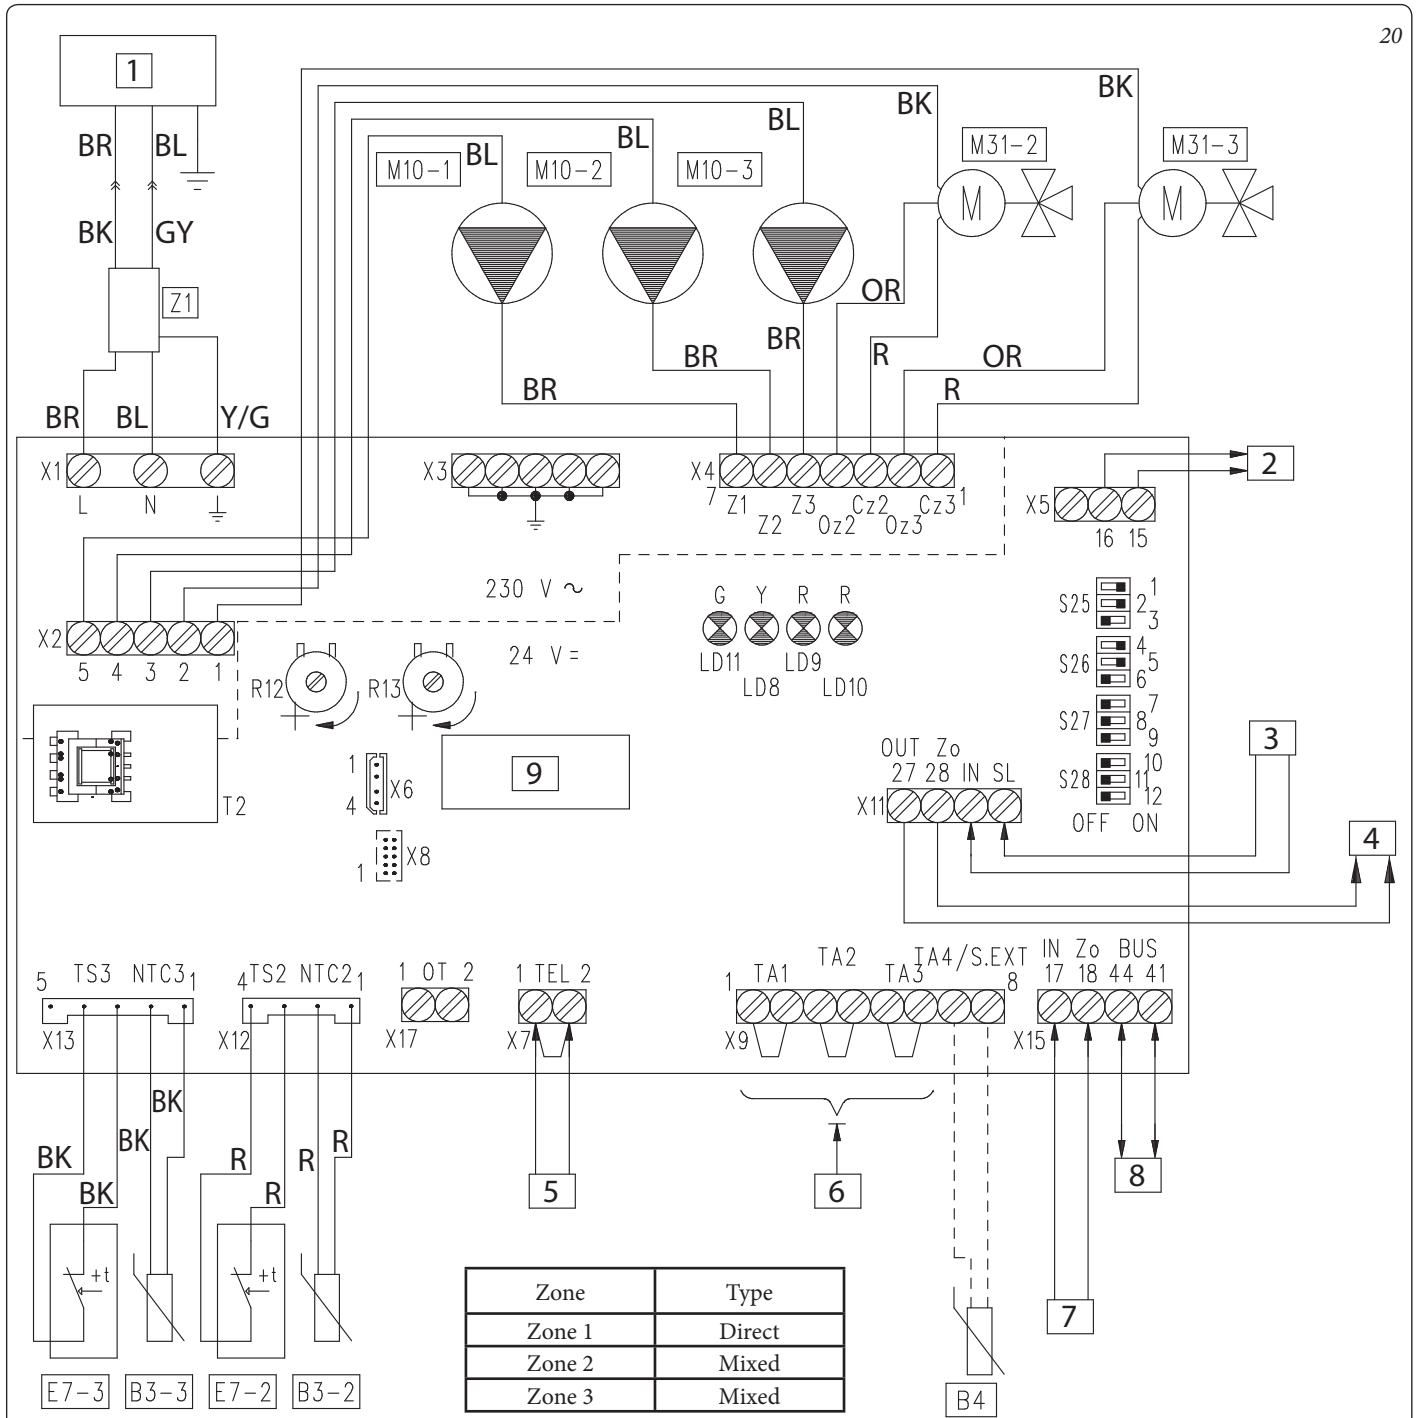 20
1
BK
BK
BR
BL
BL
BL
BL
M10-1
M10-2
M10-3
M31-2
M31-3
M
M
BK
GY
Z1
OR
BR
BR
BR
R
OR
R
BR
BL
Y/G
X1
X3
X4
2
L
N
7
Z1
Z3
Cz2
Cz3
1
Z2
Oz2
Oz3
X5
16
15
230 V ~
24 V =
G
Y
R
R
LD11
LD9
LD8
LD10
S25
1
2
3
S26
4
5
6
S27
7
8
9
S28
10
11
12
OFF
ON
X2
5
4
3
2
1
R12
R13
T2
1
4
X6
9
1
X8
OUT Zo
27
28
IN
SL
X11
3
4
5
TS3
NTC3
1
X13
4
TS2
NTC2
1
X12
1 OT 2
X17
1 TEL 2
X7
1
TA1
TA2
TA3
TA4/S.EXT
8
X9
IN Zo
BUS
17
18
44
41
X15
BK
BK
BK
BK
R
R
R
R
5
6
8
7
+t
+t
E7-3
B3-3
E7-2
B3-2
B4
Zone Type
Zone 1 Direct
Zone 2 Mixed
Zone 3 Mixed